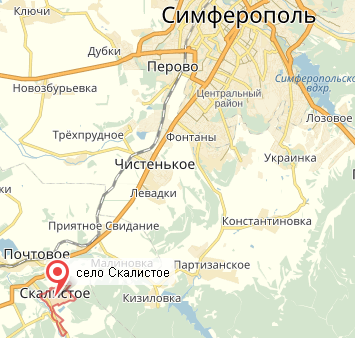 Ключи
Симферополь
Дубки
Перово
Симферопольско
вдхр.
Новозбурьевка
Центральный
район
Лозовое
Трёхпрудное
Фонтаны
Чистенькое
Украинка
Левадки
Приятное Свидание
Константиновка
Почтовое
Малиновка
Партизанское
село Скалистое
Скалистое
Кизиловка